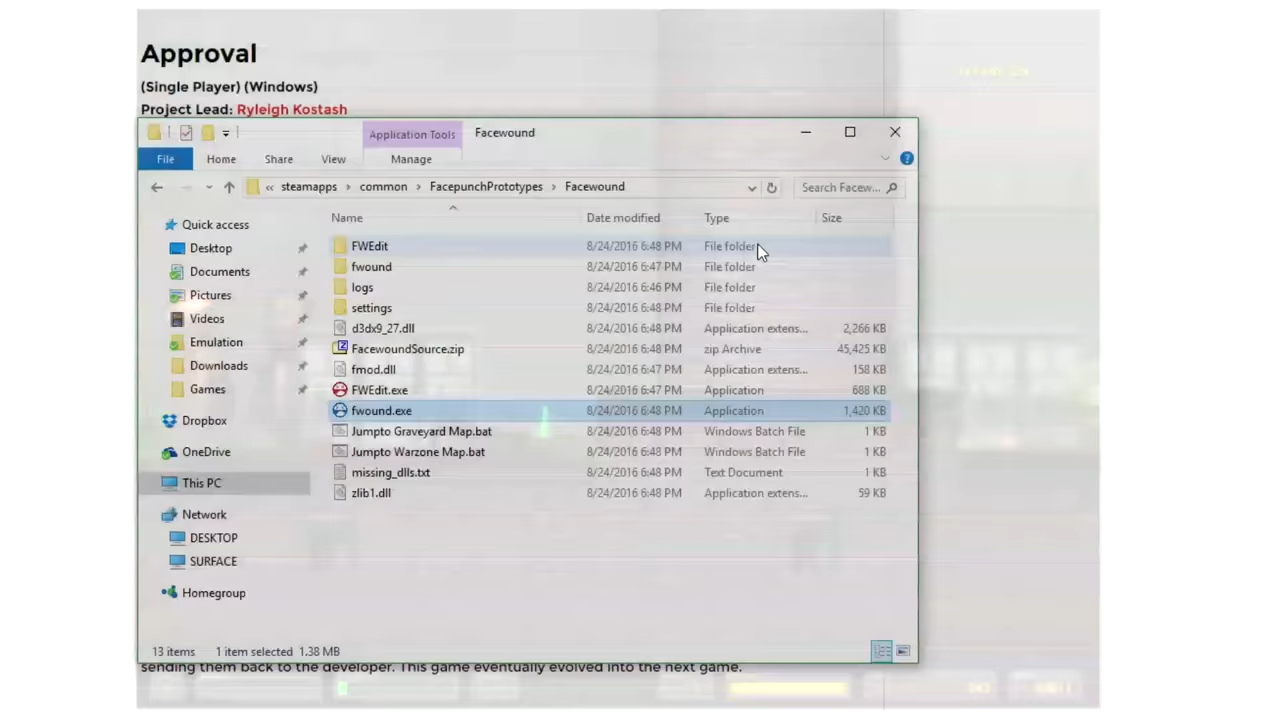 Approval
(Single Player) (Windows)
Project Lead: Ryleigh Kostash
Application Tools Facewound
File Home Share View Manage
« steamapps › common › FacepunchPrototypes › Facewound Search Facew...
Name Date modified Type Size
Quick access
Desktop
Documents
Pictures
Videos
Emulation
Downloads
Games
Dropbox
OneDrive
This PC
Network
DESKTOP
SURFACE
Homegroup
FWEdit 8/24/2016 6:48 PM File folder
fwound 8/24/2016 6:47 PM File folder
logs 8/24/2016 6:46 PM File folder
settings 8/24/2016 6:48 PM File folder
d3dx9_27.dll 8/24/2016 6:48 PM Application extens... 2,266 KB
FacewoundSource.zip 8/24/2016 6:48 PM zip Archive 45,425 KB
fmod.dll 8/24/2016 6:47 PM Application extens... 158 KB
FWEdit.exe 8/24/2016 6:47 PM Application 688 KB
fwound.exe 8/24/2016 6:48 PM Application 1,420 KB
Jumpto Graveyard Map.bat 8/24/2016 6:48 PM Windows Batch File 1 KB
Jumpto Warzone Map.bat 8/24/2016 6:48 PM Windows Batch File 1 KB
missing_dlls.txt 8/24/2016 6:48 PM Text Document 1 KB
zlib1.dll 8/24/2016 6:48 PM Application extens... 59 KB
13 items 1 item selected 1.38 MB
sending them back to the developer. This game eventually evolved into the next game.